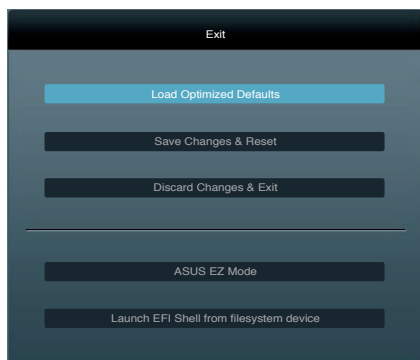 Exit
Load Optimized Defaults
Save Changes & Reset
Discard Changes & Exit
ASUS EZ Mode
Launch EFI Shell from filesystem device